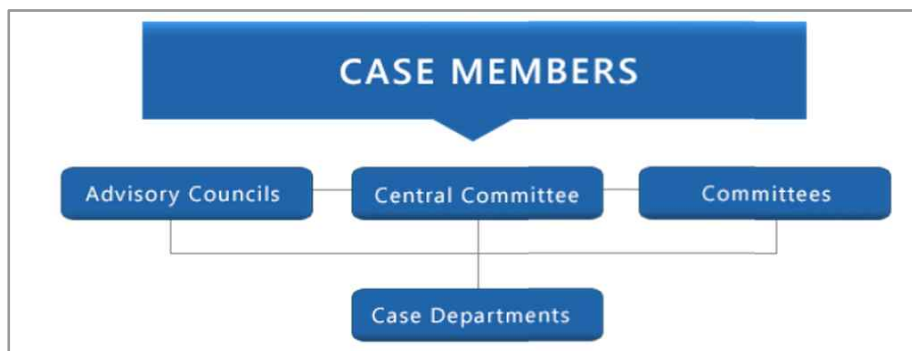 CASE MEMBERS
Advisory Councils
Central Committee
Committees
Case Departments